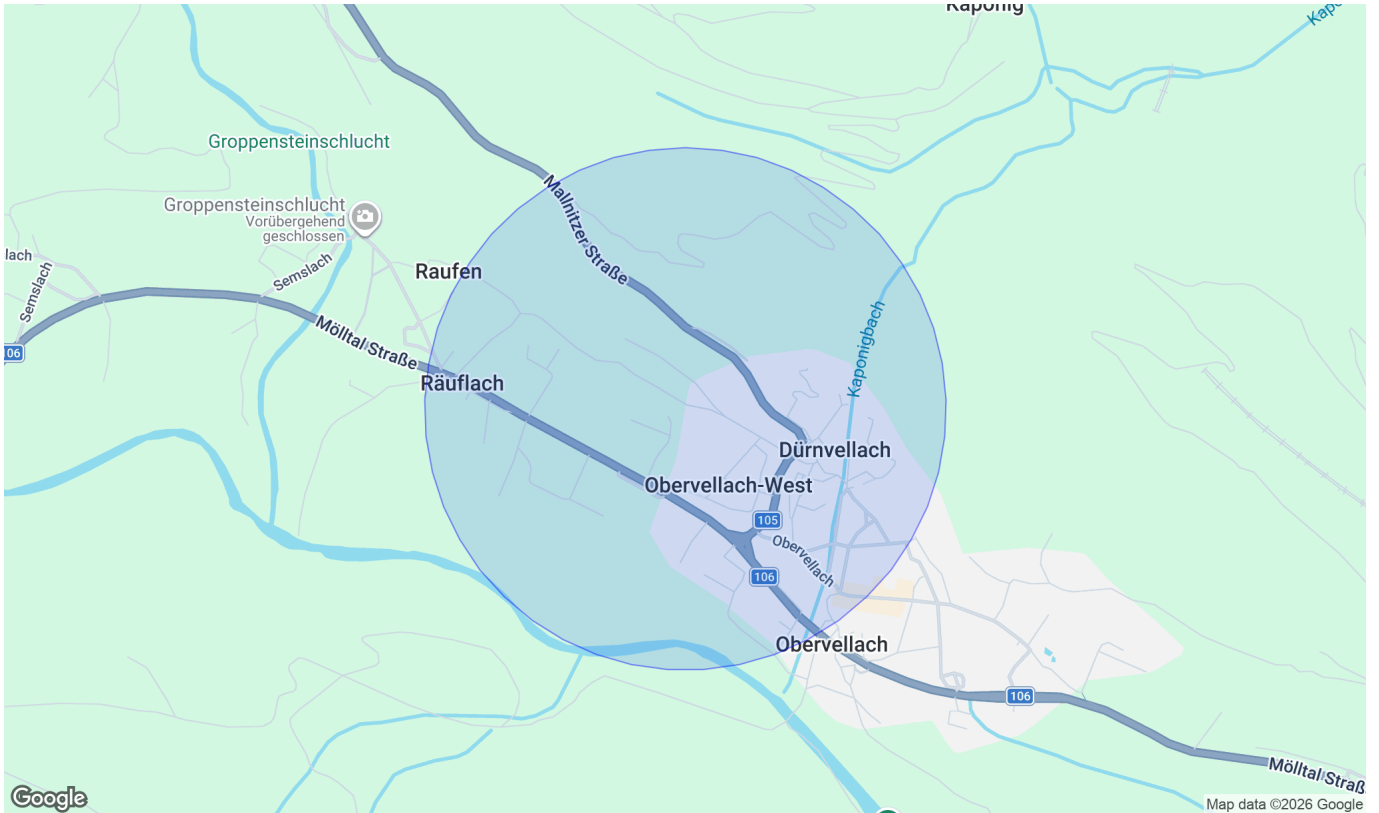 Kaponig
Kapo
Groppensteinschlucht
Groppensteinschlucht
Vorübergehend
geschlossen
Mallnitzer Straße
lach
Semslach
Semslach
Raufen
Kaponigbach
Mölltal Straße
106
Räuflach
Dürnvellach
Obervellach-West
105
Obervellach
106
Obervellach
106
Mölltal Straß
Google
Map data ©2026 Google